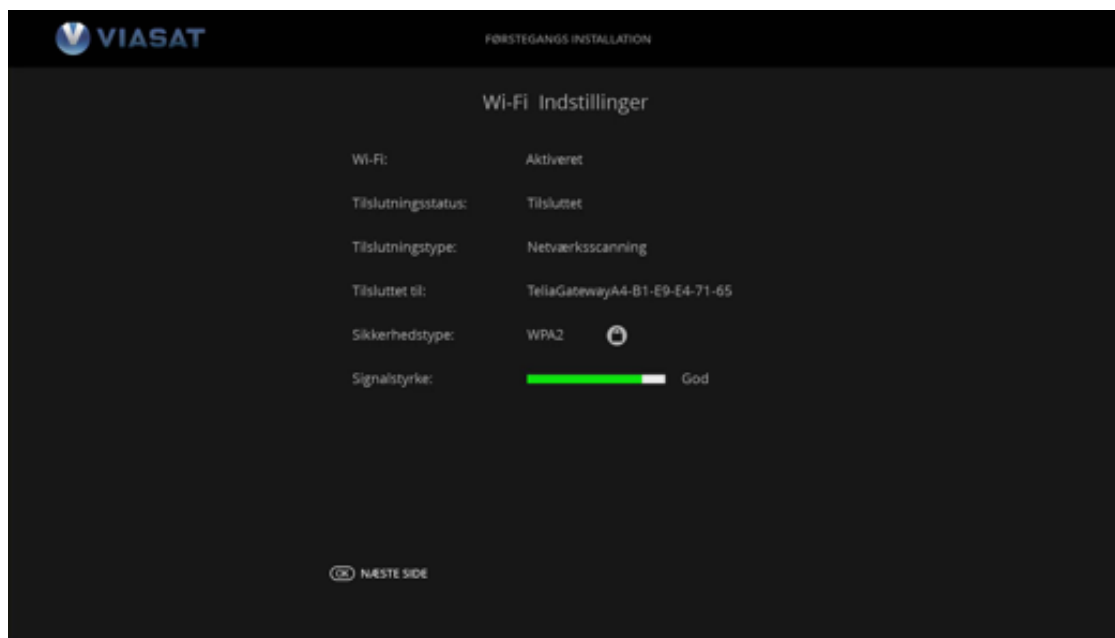 VIASAT
FØRSTEGANGS INSTALLATION
Wi-Fi Indstillinger
Wi-Fi: Aktiveret
Tilslutningsstatus: Tilsluttet
Tilslutningstype: Netværksscanning
Tilsluttet til: TeliaGatewayA4-B1-E9-E4-71-65
Sikkerhedstype: WPA2
Signalstyrke: God
OK NÆSTE SIDE